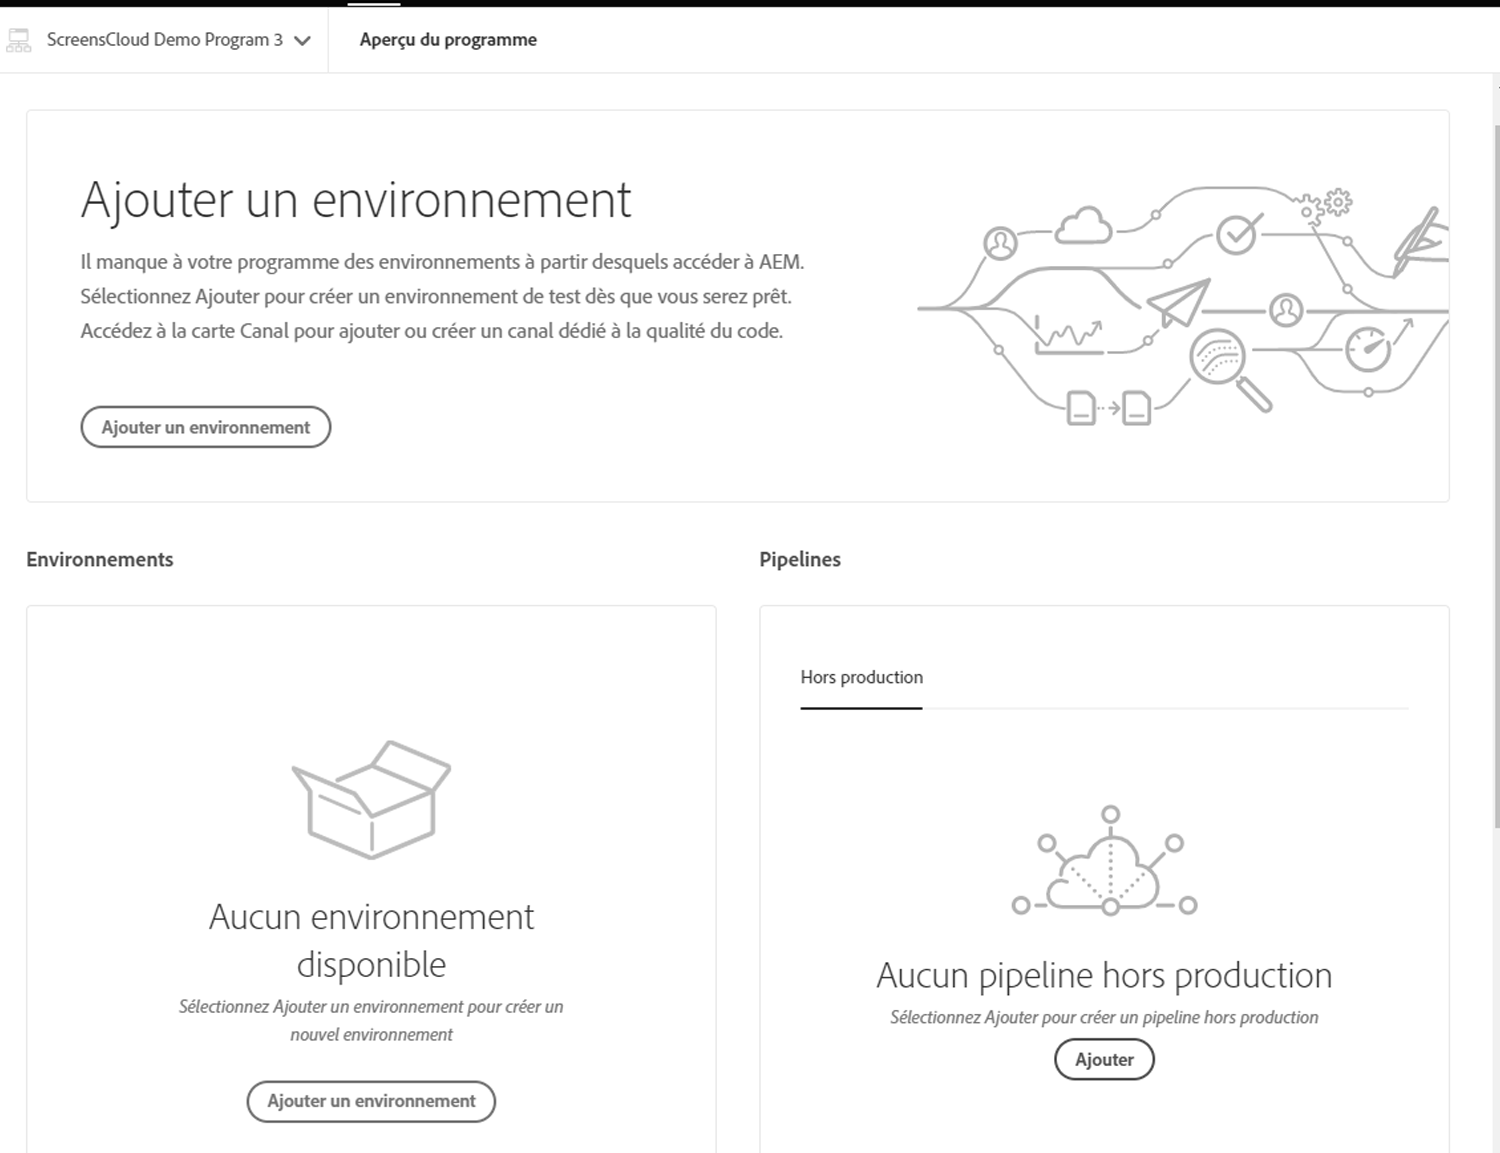 ScreensCloud Demo Program 3
Aperçu du programme
Ajouter un environnement
Il manque à votre programme des environnements à partir desquels accéder à AEM.
Sélectionnez Ajouter pour créer un environnement de test dès que vous serez prêt.
Accédez à la carte Canal pour ajouter ou créer un canal dédié à la qualité du code.
Ajouter un environnement
Environnements
Aucun environnement
disponible
Sélectionnez Ajouter un environnement pour créer un
nouvel environnement
Ajouter un environnement
Pipelines
Hors production
Aucun pipeline hors production
Sélectionnez Ajouter pour créer un pipeline hors production
Ajouter